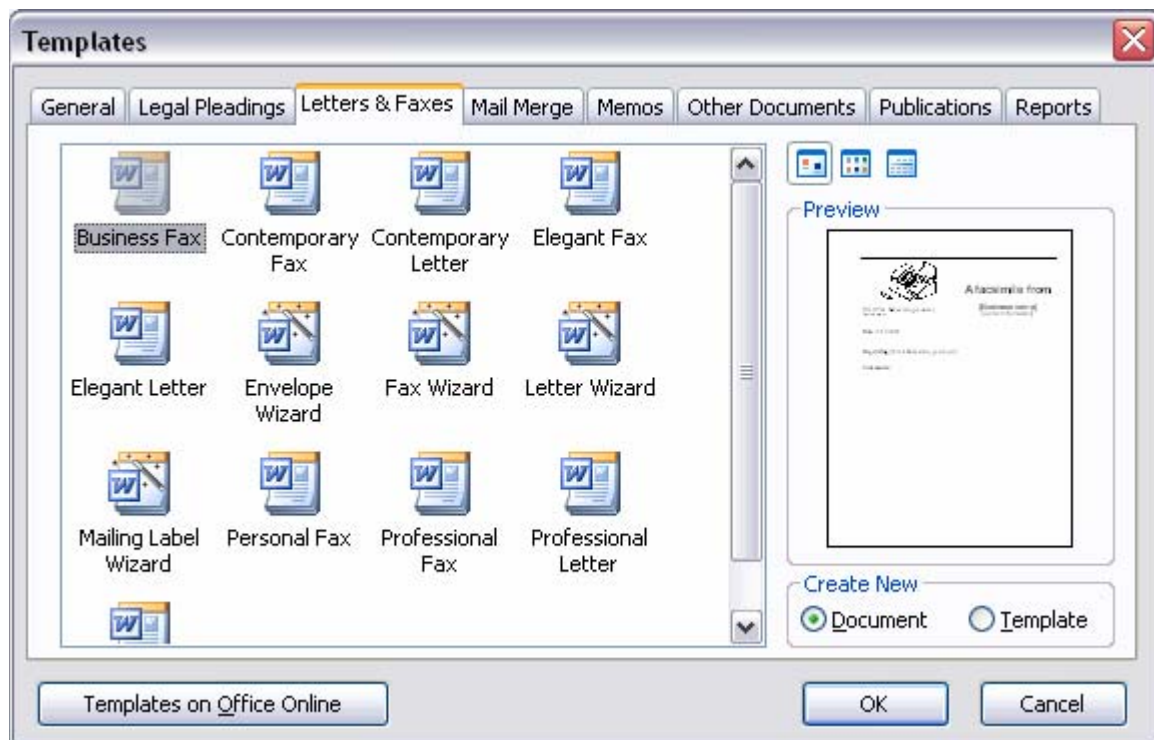 Templates
General Legal Pleadings Letters & Faxes Mail Merge Memos Other Documents Publications Reports
Business Fax Contemporary Fax Contemporary Letter Elegant Fax
Elegant Letter Envelope Wizard Fax Wizard Letter Wizard
Mailing Label Wizard Personal Fax Professional Fax Professional Letter
Preview
A facsimile from
Create New
Document Template
Templates on Office Online OK Cancel